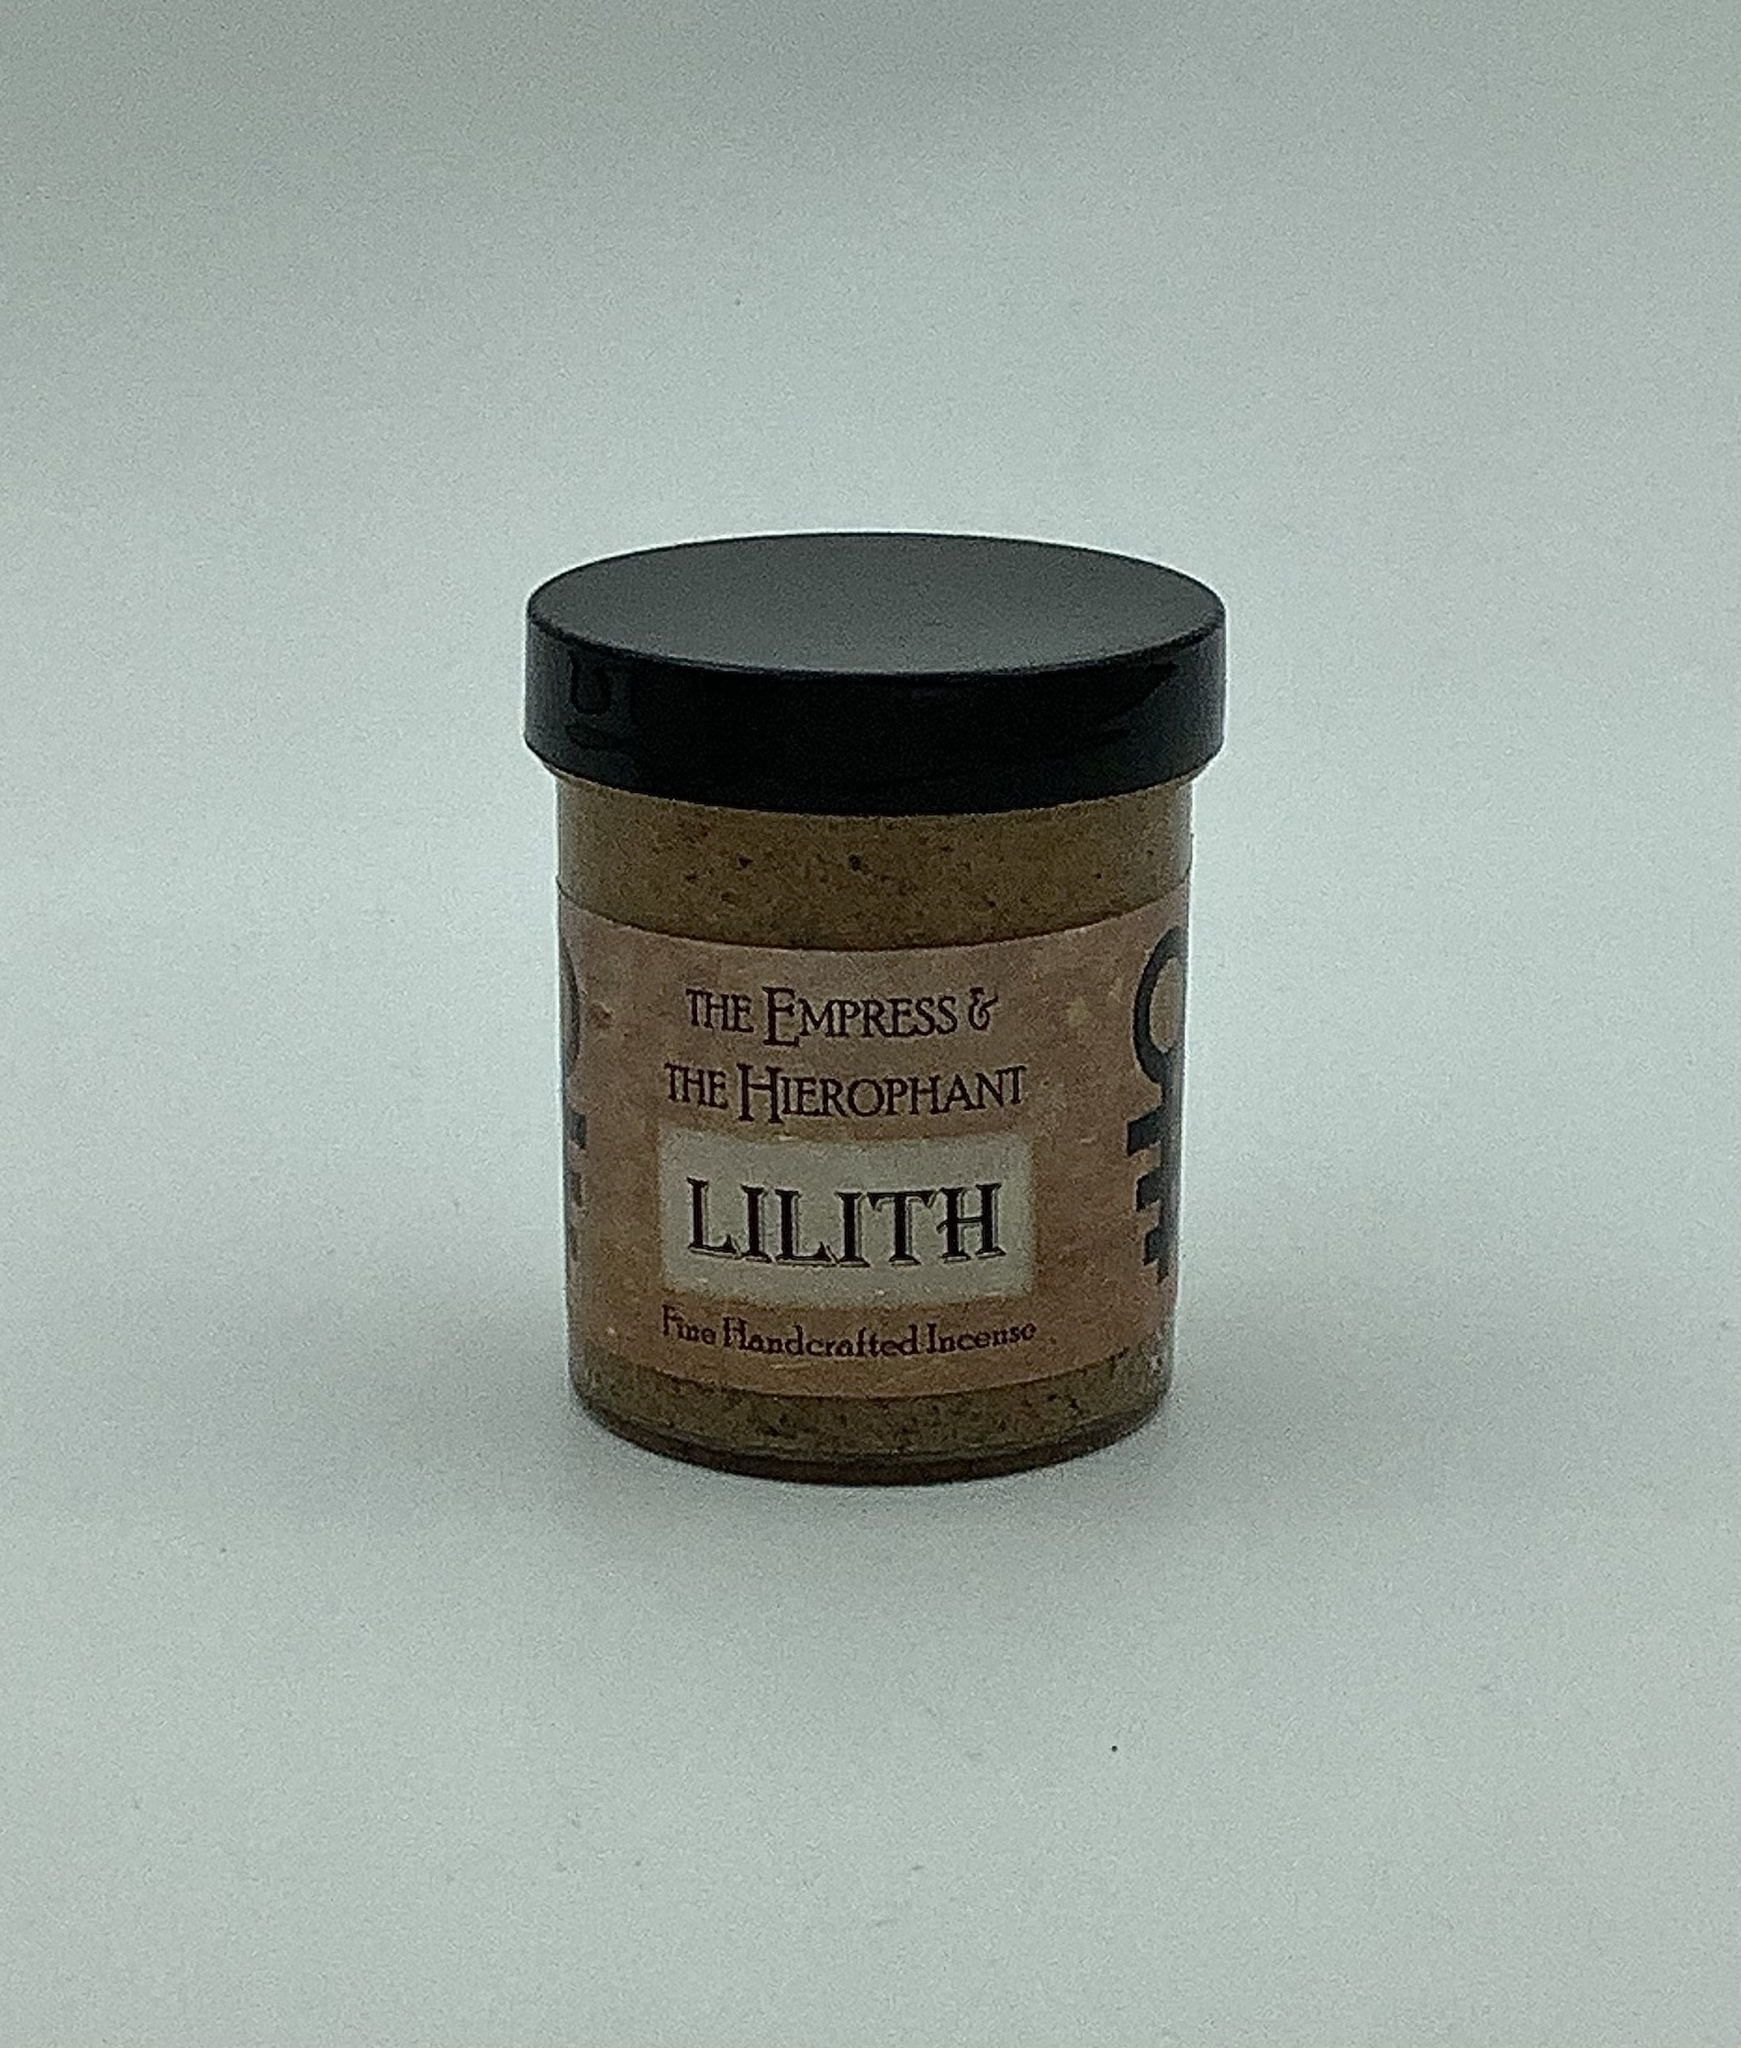 THE EMPRESS &
THE HIEROPHANT
LILITH
Fine Handcrafted Incense